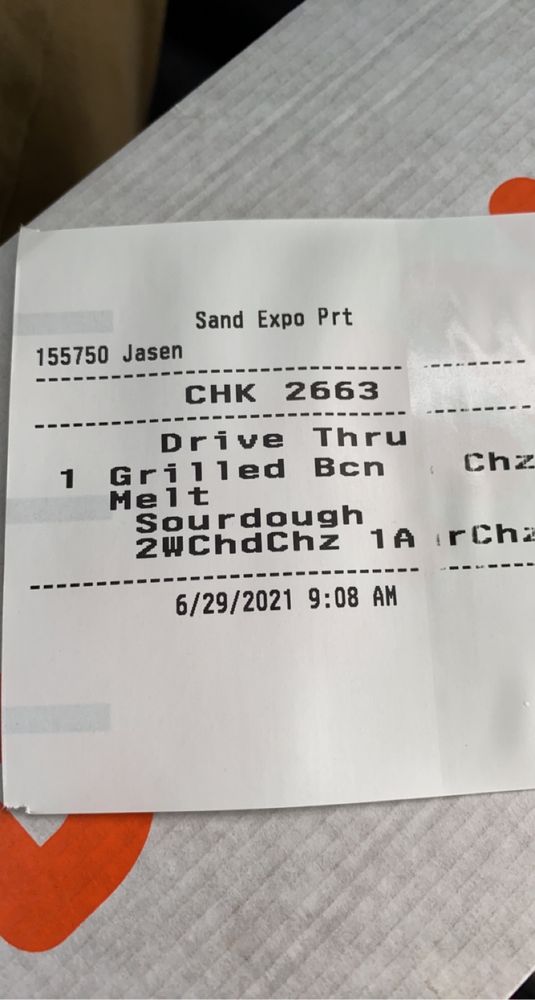 Sand Expo Prt
155750 Jasen
CHK 2663
Drive Thru
1 Grilled Bcn Chz
Melt
Sourdough
2WChdChz 1A rChz
6/29/2021 9:08 AM